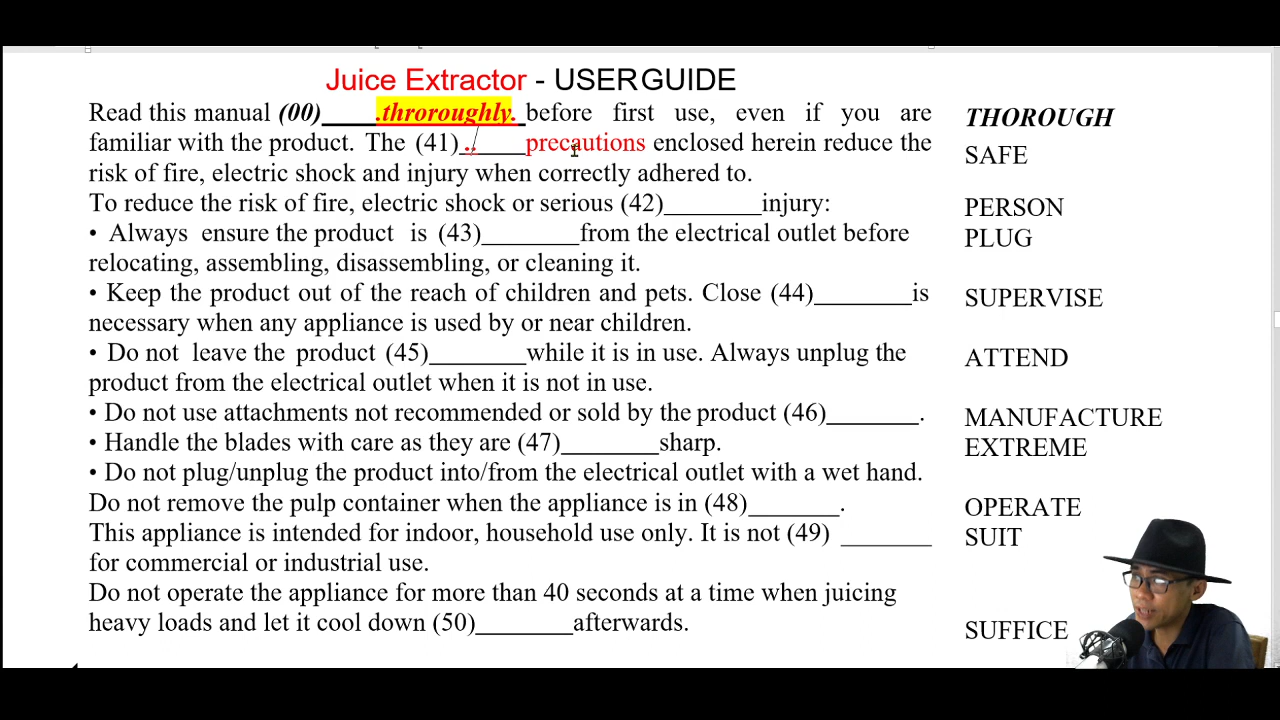 Juice Extractor - USER GUIDE
Read this manual (00)____.throroughly._before first use, even if you are THOROUGH
familiar with the product. The (41)_..____precautions enclosed herein reduce the SAFE
risk of fire, electric shock and injury when correctly adhered to.
To reduce the risk of fire, electric shock or serious (42)________injury: PERSON
• Always ensure the product is (43)________from the electrical outlet before PLUG
relocating, assembling, disassembling, or cleaning it.
• Keep the product out of the reach of children and pets. Close (44)________is SUPERVISE
necessary when any appliance is used by or near children.
• Do not leave the product (45)________while it is in use. Always unplug the ATTEND
product from the electrical outlet when it is not in use.
• Do not use attachments not recommended or sold by the product (46)_______. MANUFACTURE
• Handle the blades with care as they are (47)________sharp. EXTREME
• Do not plug/unplug the product into/from the electrical outlet with a wet hand.
Do not remove the pulp container when the appliance is in (48)_______. OPERATE
This appliance is intended for indoor, household use only. It is not (49) _______ SUIT
for commercial or industrial use.
Do not operate the appliance for more than 40 seconds at a time when juicing
heavy loads and let it cool down (50)________afterwards. SUFFICE